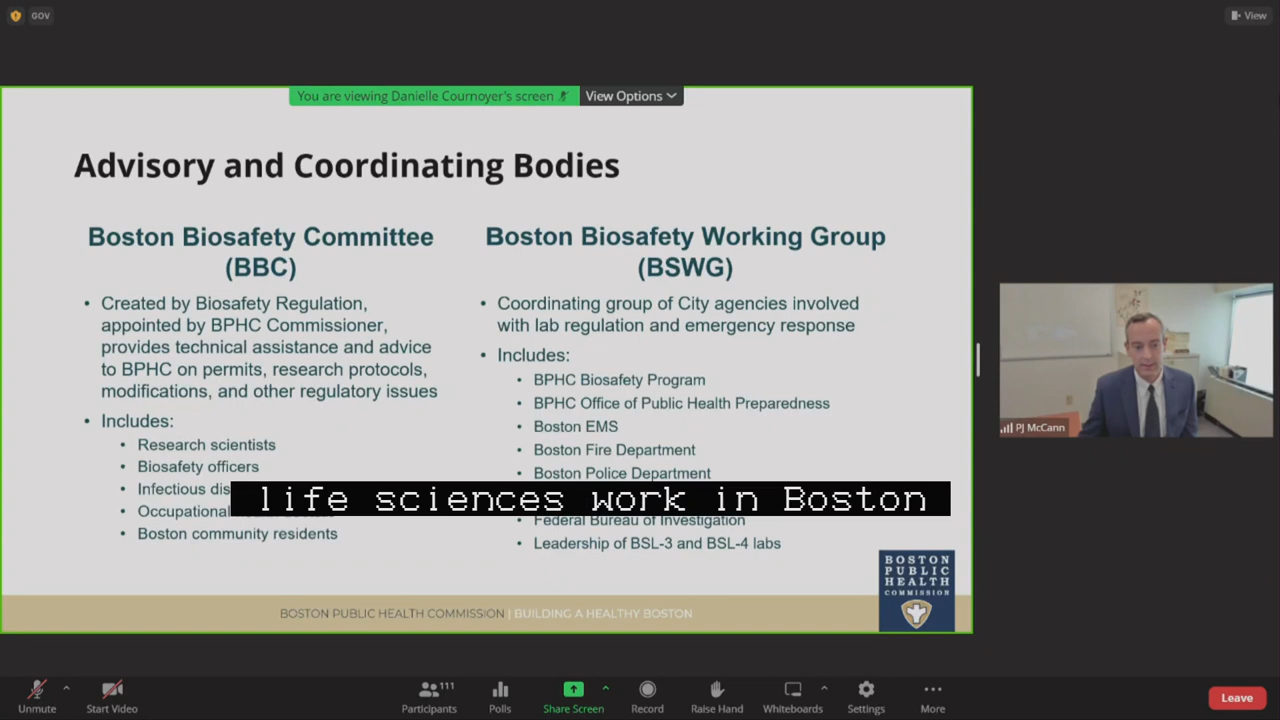 GOV
View
You are viewing Danielle Cournoyer's screen
View Options
Advisory and Coordinating Bodies
Boston Biosafety Committee
(BBC)
• Created by Biosafety Regulation,
appointed by BPHC Commissioner,
provides technical assistance and advice
to BPHC on permits, research protocols,
modifications, and other regulatory issues
• Includes:
• Research scientists
• Biosafety officers
• Infectious
• Occupational
• Boston community residents
Boston Biosafety Working Group
(BSWG)
• Coordinating group of City agencies involved
with lab regulation and emergency response
• Includes:
• BPHC Biosafety Program
• BPHC Office of Public Health Preparedness
• Boston EMS
• Boston Fire Department
• Boston Police Department
• Federal Bureau of Investigation
• Leadership of BSL-3 and BSL-4 labs
life sciences work in Boston
BOSTON PUBLIC HEALTH COMMISSION | BUILDING A HEALTHY BOSTON
BOSTON
PUBLIC
HEALTH
COMMISSION
PJ McCann
Unmute
Start Video
Participants
111
Polls
Share Screen
Record
Raise Hand
Whiteboards
Settings
More
Leave